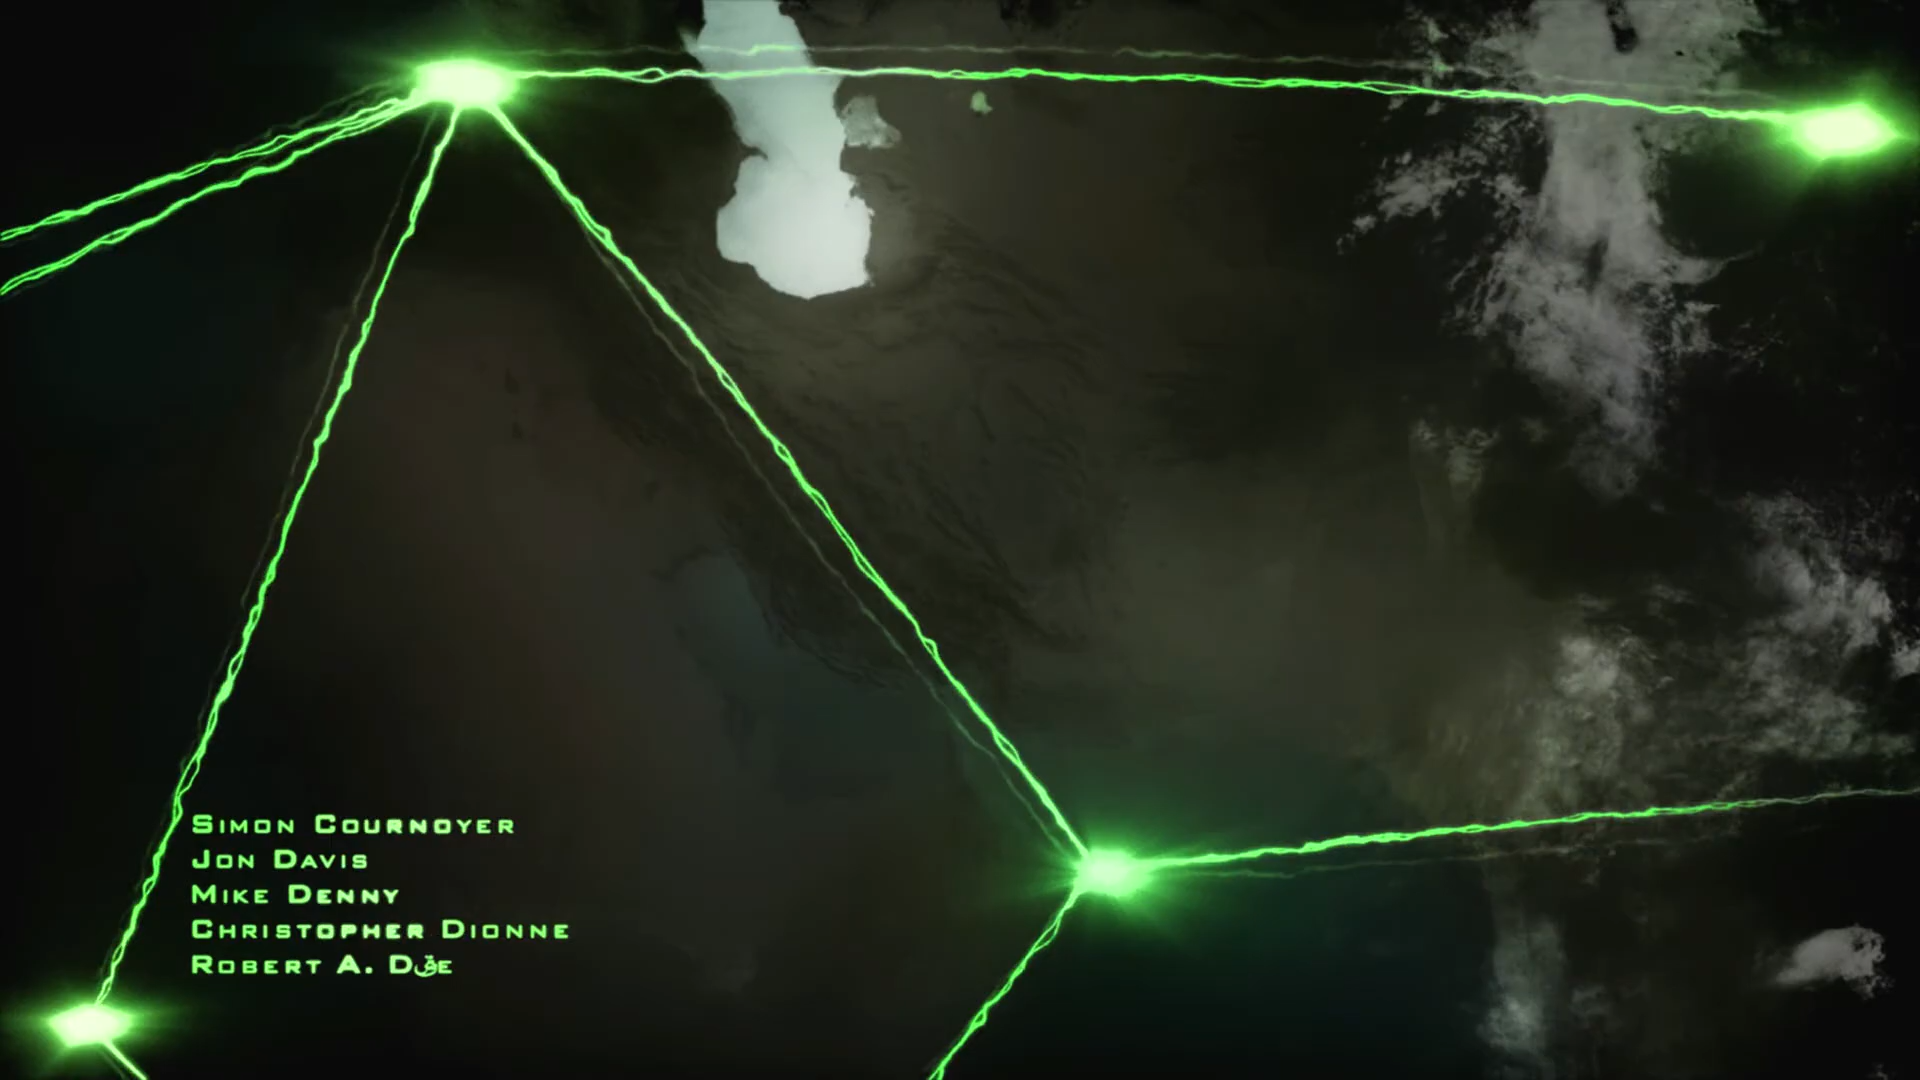 Simon Cournoyer
Jon Davis
Mike Denny
Christopher Dionne
Robert A.